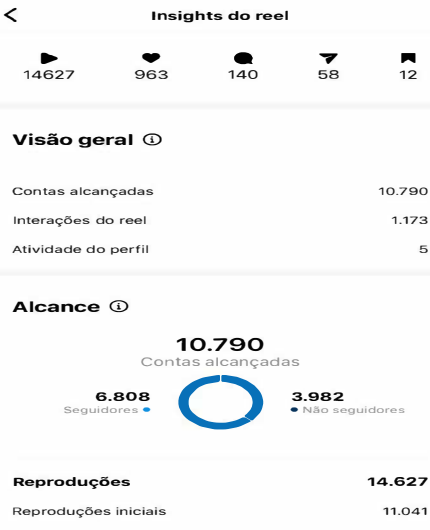 Insights do reel
14627 963 140 58 12
Visão geral
Contas alcançadas 10.790
Interações do reel 1.173
Atividade do perfil 5
Alcance
10.790
Contas alcançadas
6.808 3.982
Seguidores Não seguidores
Reproduções 14.627
Reproduções iniciais 11.041